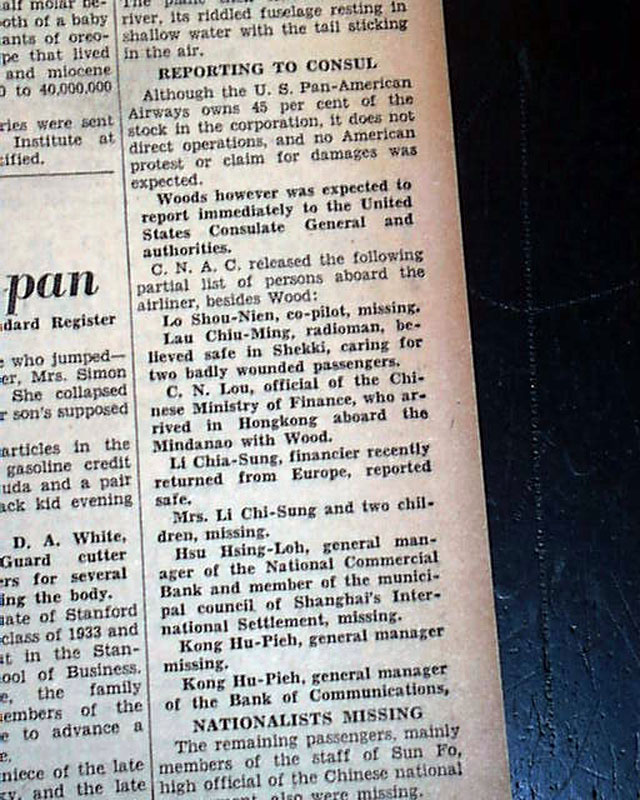 alf molar be-
oth of a baby
ants of oreo-
pe that lived
and miocene
0 to 40,000,000
ries were sent
Institute at
ified.
pan
dard Register
who jumped—
er, Mrs. Simon
She collapsed
r son's supposed
articles in the
gasoline credit
uda and a pair
ack kid evening
D. A. White,
Guard cutter
ers for several
ing the body.
ate of Stanford
class of 1933 and
at in the Stan-
ool of Business.
e, the family
embers of the
e to advance a
e.
niece of the late
and the late
river, its riddled fuselage resting in
shallow water with the tail sticking
in the air.
REPORTING TO CONSUL
Although the U. S. Pan-American
Airways owns 45 per cent of the
stock in the corporation, it does not
direct operations, and no American
protest or claim for damages was
expected.
Woods however was expected to
report immediately to the United
States Consulate General and
authorities.
C. N. A. C. released the following
partial list of persons aboard the
airliner, besides Wood:
Lo Shou-Nien, co-pilot, missing.
Lau Chiu-Ming, radioman, be-
lieved safe in Shekki, caring for
two badly wounded passengers.
C. N. Lou, official of the Chi-
nese Ministry of Finance, who ar-
rived in Hongkong aboard the
Mindanao with Wood.
Li Chia-Sung, financier recently
returned from Europe, reported
safe.
Mrs. Li Chi-Sung and two chil-
dren, missing.
Hsu Hsing-Loh, general man-
ager of the National Commercial
Bank and member of the munici-
pal council of Shanghai's Inter-
national Settlement, missing.
Kong Hu-Pieh, general manager
missing.
Kong Hu-Pieh, general manager
of the Bank of Communications,
NATIONALISTS MISSING
The remaining passengers, mainly
members of the staff of Sun Fo,
high official of the Chinese national
also were missing.